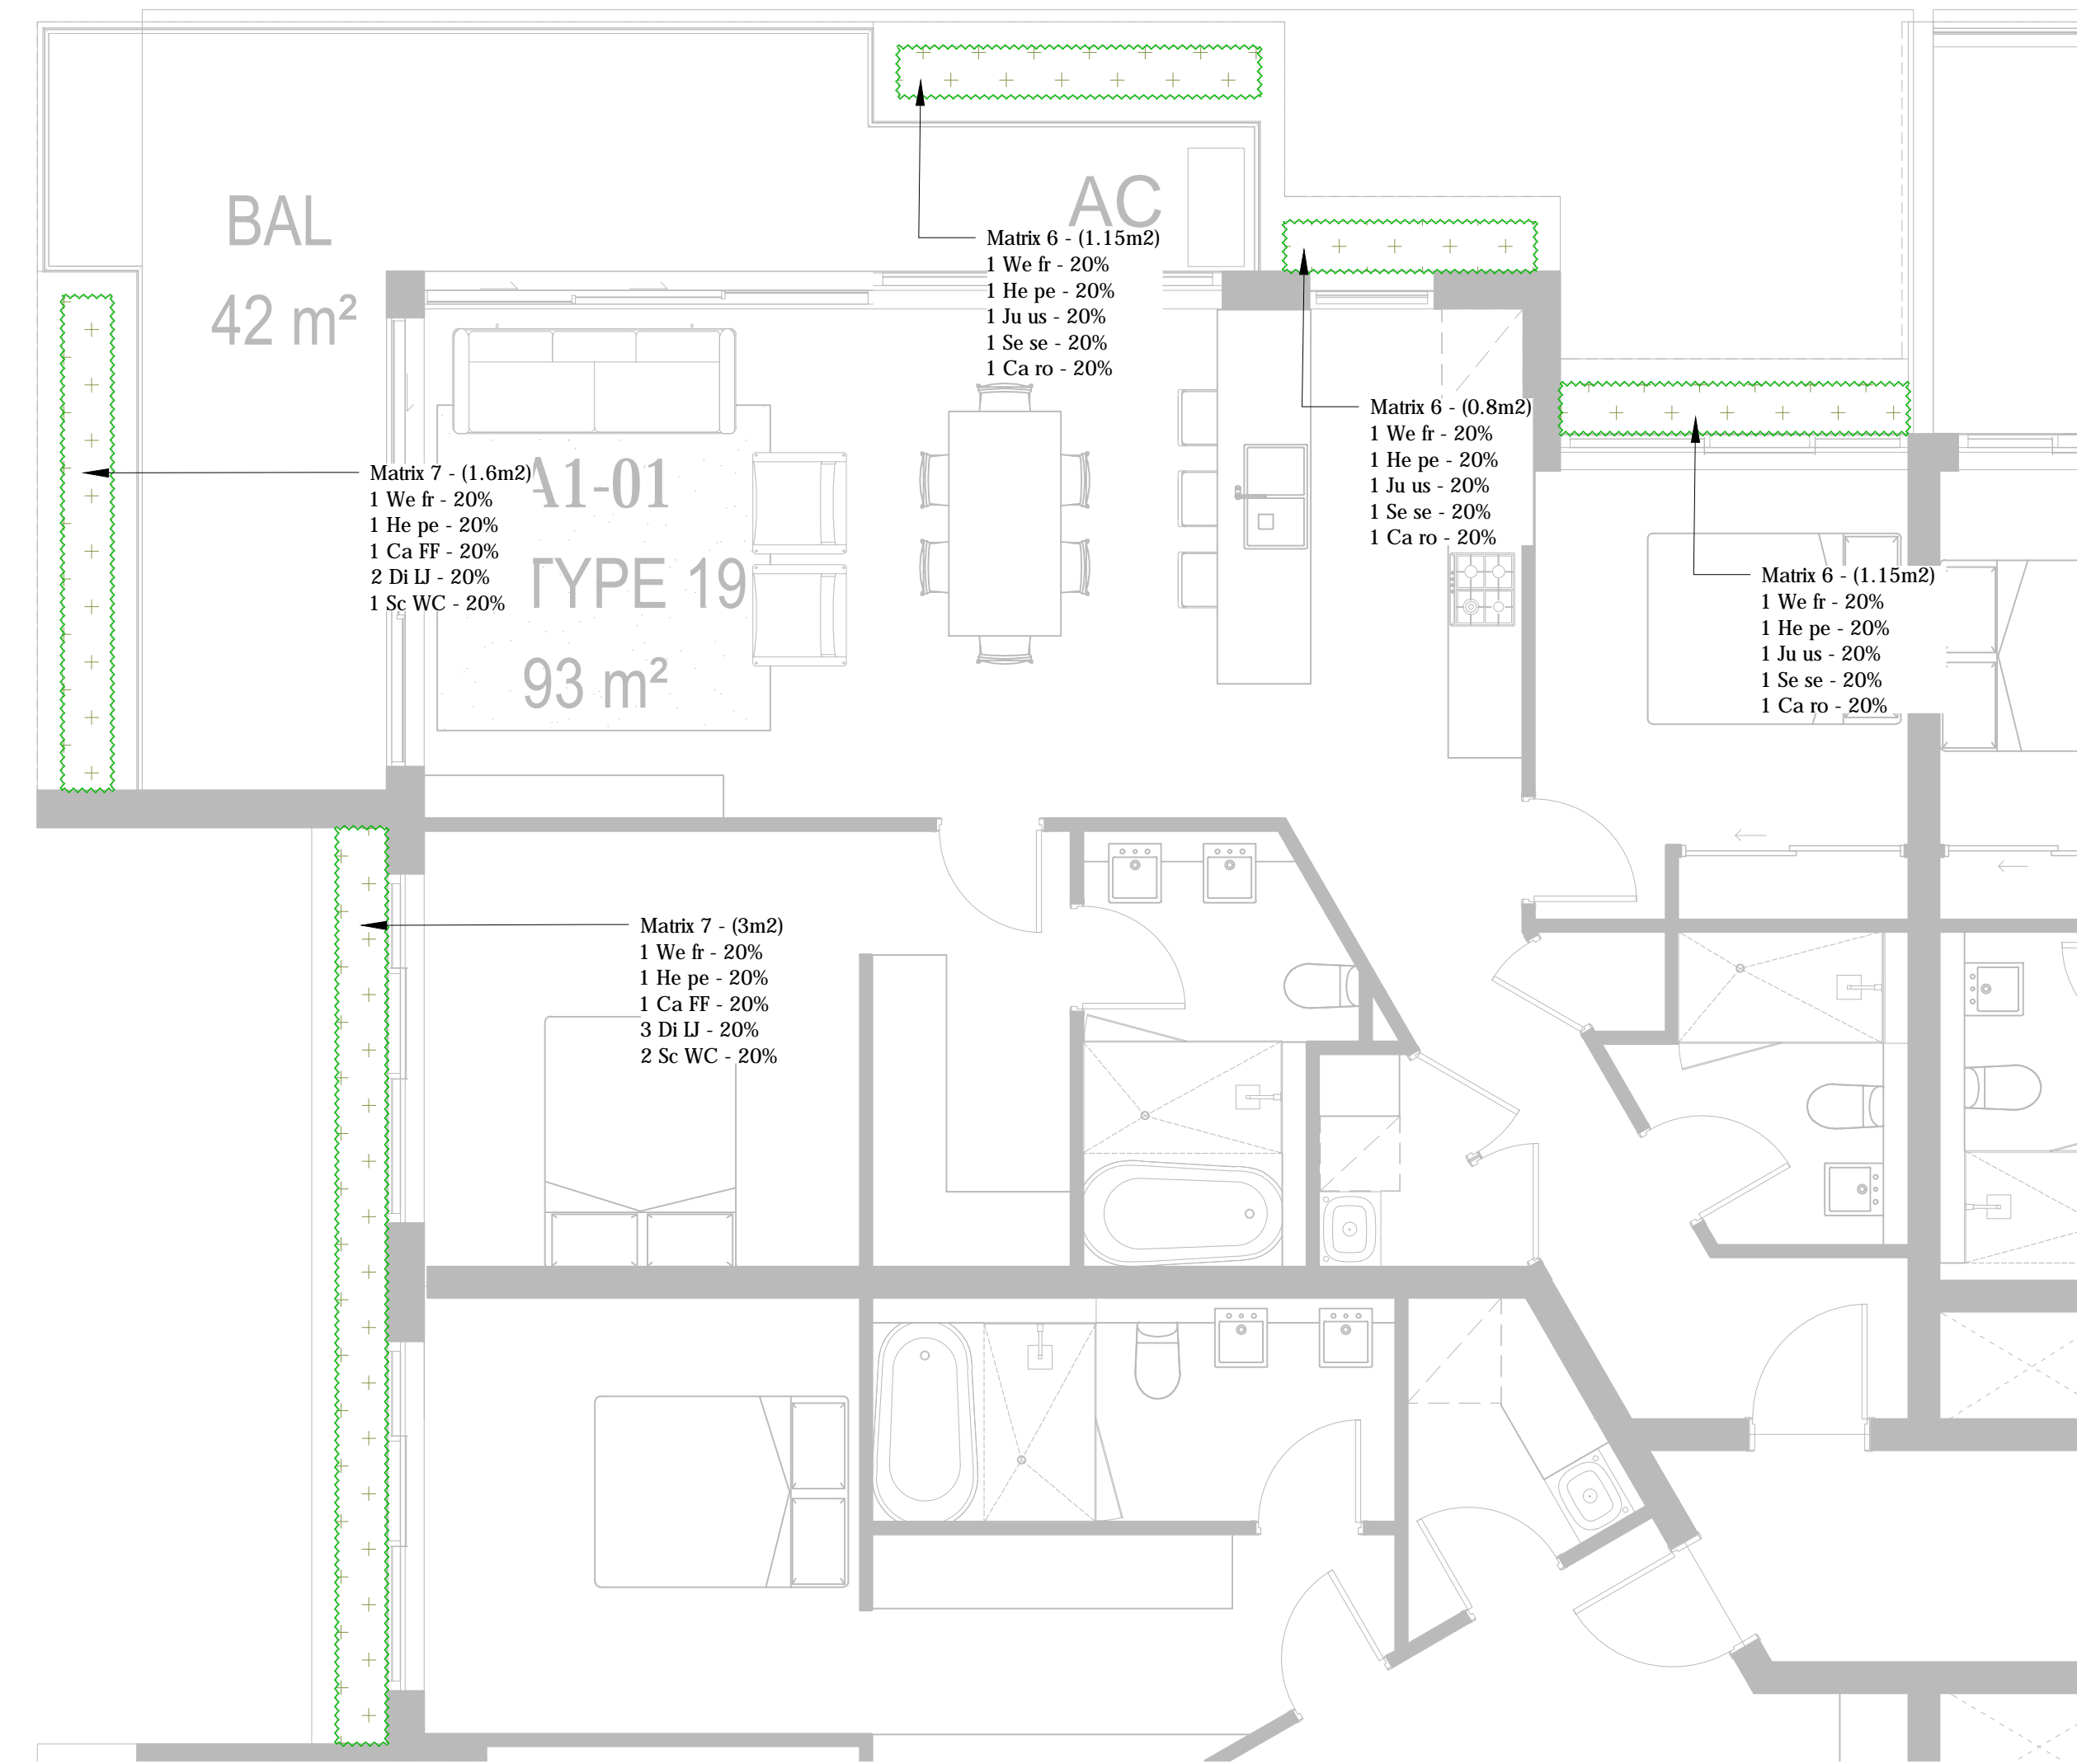 BAL
42 m²
AC
Matrix 6 - (1.15m2)
1 We fr - 20%
1 He pe - 20%
1 Ju us - 20%
1 Se se - 20%
1 Ca ro - 20%
Matrix 6 - (0.8m2)
1 We fr - 20%
1 He pe - 20%
1 Ju us - 20%
1 Se se - 20%
1 Ca ro - 20%
Matrix 7 - (1.6m2)
1 We fr - 20%
1 He pe - 20%
1 Ca FF - 20%
2 Di LJ - 20%
1 Sc WC - 20%
A1-01
TYPE 19
93 m²
Matrix 6 - (1.15m2)
1 We fr - 20%
1 He pe - 20%
1 Ju us - 20%
1 Se se - 20%
1 Ca ro - 20%
Matrix 7 - (3m2)
1 We fr - 20%
1 He pe - 20%
1 Ca FF - 20%
3 Di LJ - 20%
2 Sc WC - 20%